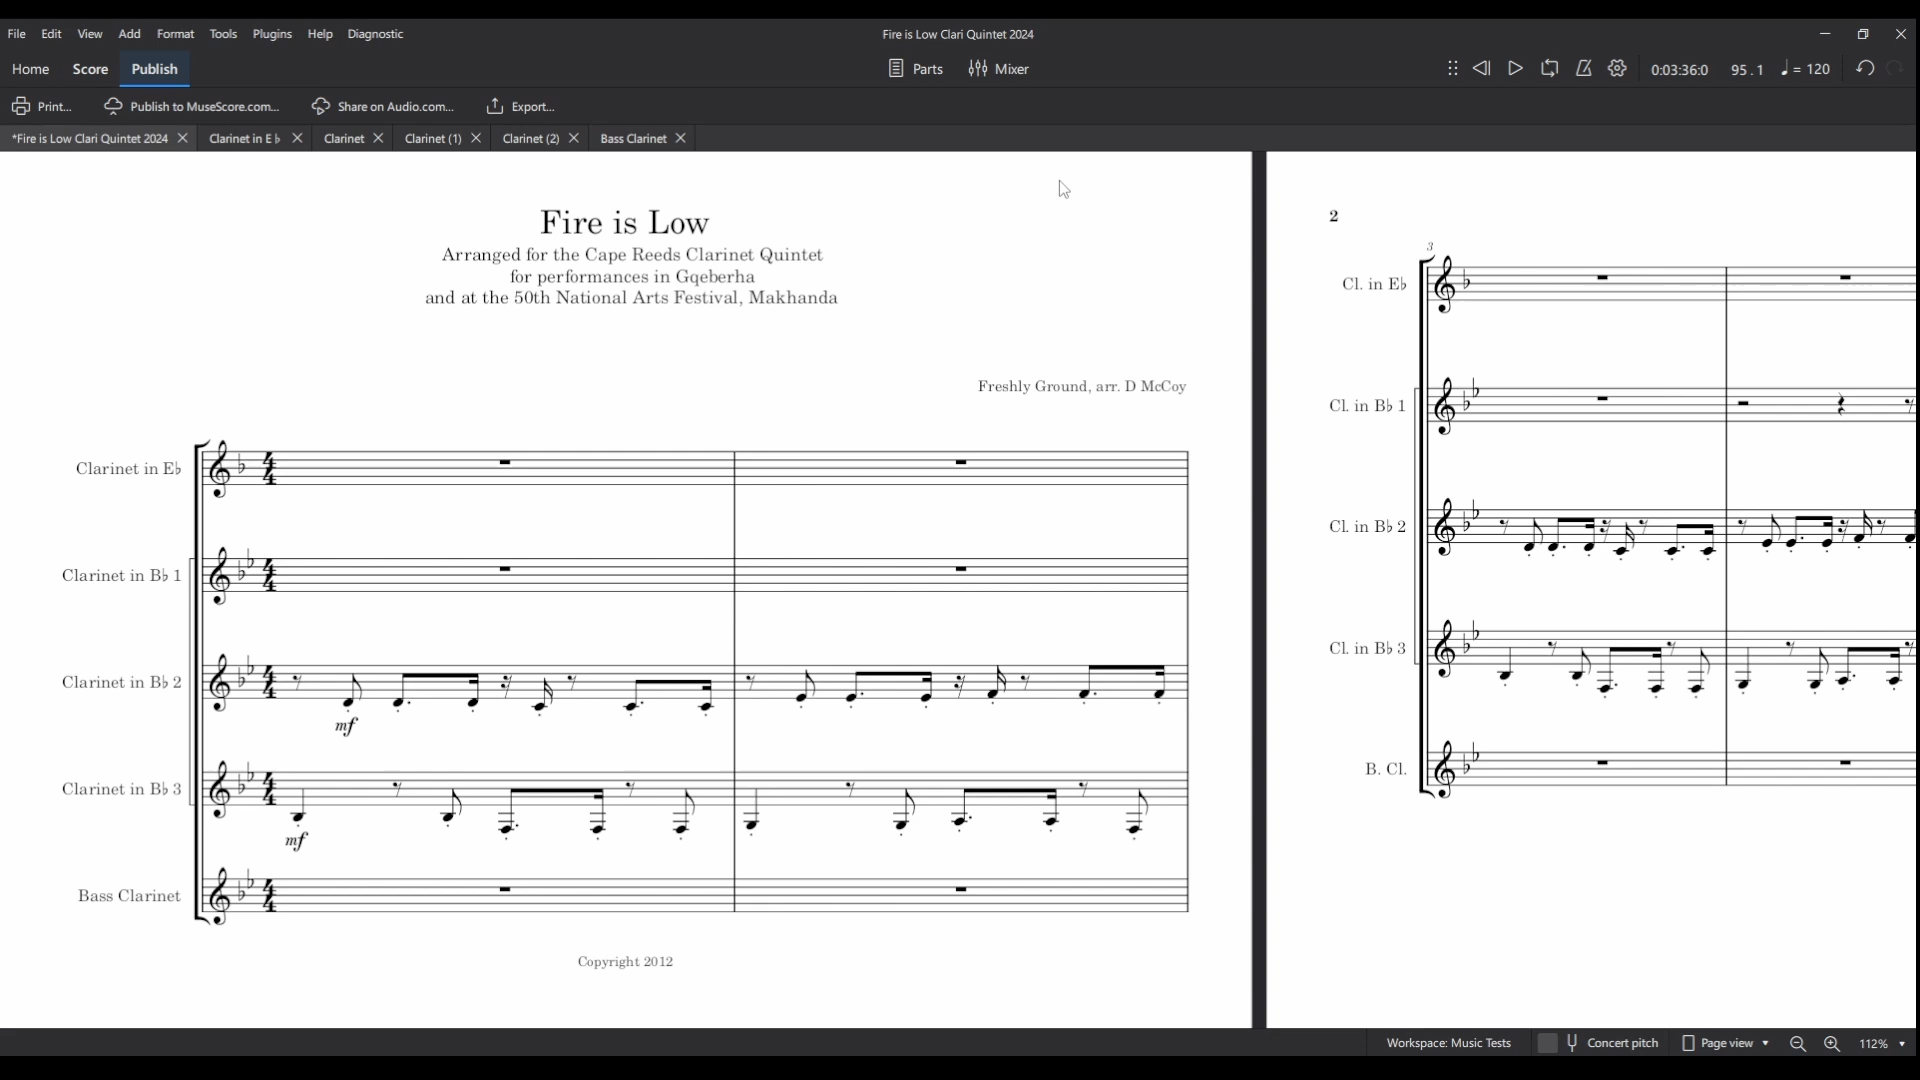 File Edit View Add Format Tools Plugins Help Diagnostic
Fire is Low Clari Quintet 2024
Home Score Publish
Parts Mixer
0:03:36:0 95 . 1 = 120
Print...
Publish to MuseScore.com...
Share on Audio.com...
Export...
*Fire is Low Clari Quintet 2024
Clarinet in E♭
Clarinet
Clarinet (1)
Clarinet (2)
Bass Clarinet
Fire is Low
Arranged for the Cape Reeds Clarinet Quintet
for performances in Gqeberha
and at the 50th National Arts Festival, Makhanda
Freshly Ground, arr. D McCoy
Clarinet in E♭
Clarinet in B♭ 1
Clarinet in B♭ 2
mf
Clarinet in B♭ 3
mf
Bass Clarinet
Copyright 2012
2
3
Cl. in E♭
Cl. in B♭ 1
Cl. in B♭ 2
Cl. in B♭ 3
B. Cl.
Workspace: Music Tests
Concert pitch
Page view
112%